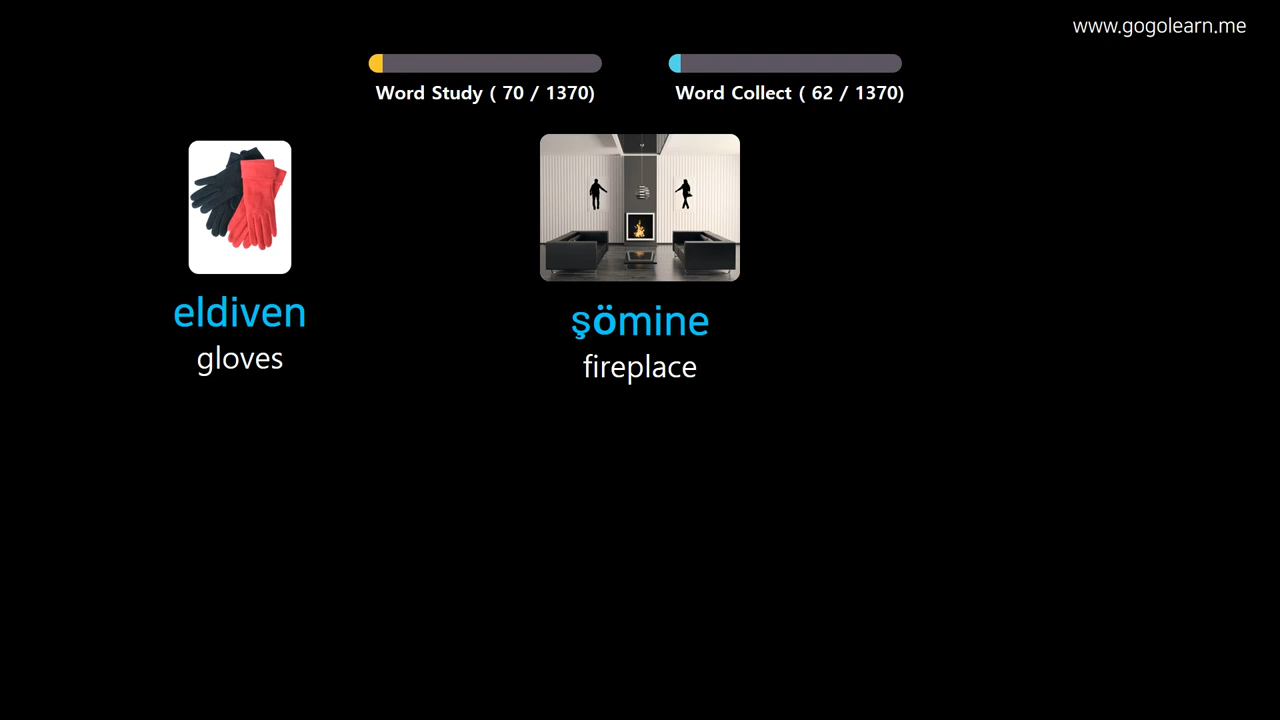 www.gogolearn.me
Word Study ( 70 / 1370)
Word Collect ( 62 / 1370)
eldiven
gloves
şömine
fireplace